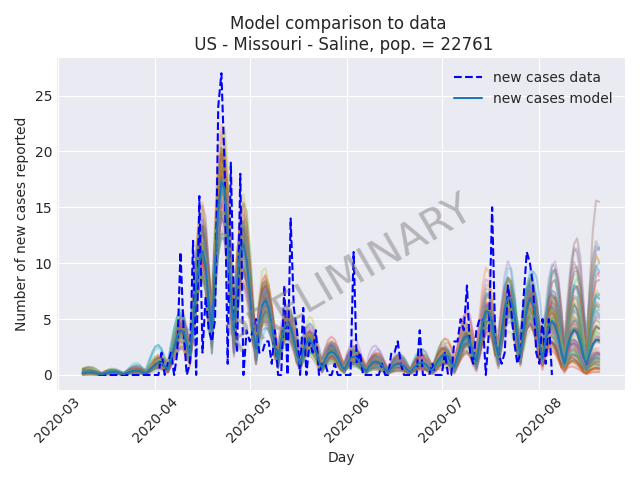 Model comparison to data
US - Missouri - Saline, pop. = 22761
new cases data
new cases model
PRELIMINARY
Number of new cases reported
25
20
15
10
5
0
2020-03
2020-04
2020-05
2020-06
2020-07
2020-08
Day